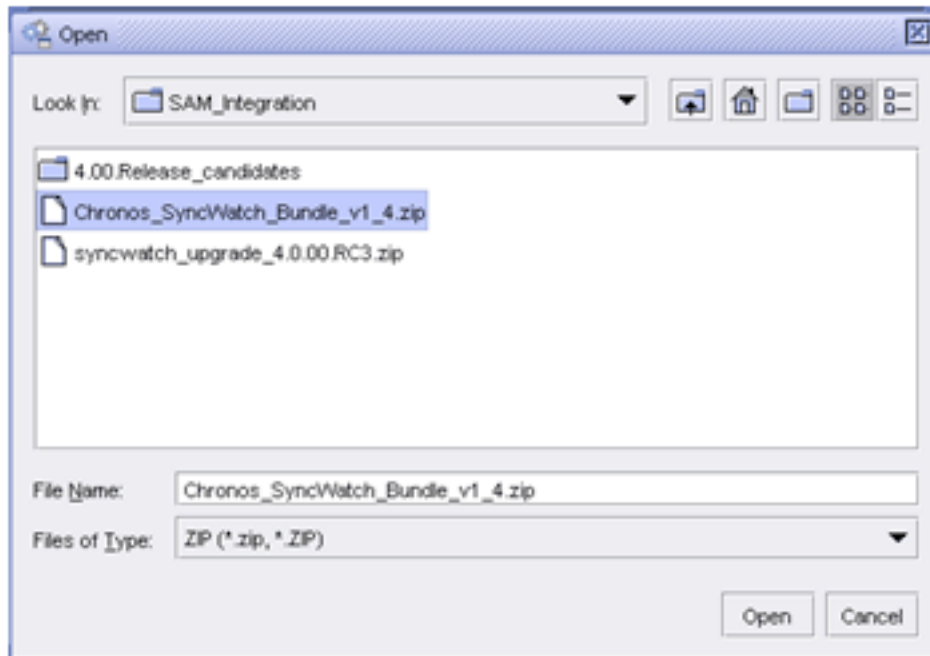 Open
Look In: SAM_Integration
4.00.Release_candidates
Chronos_SyncWatch_Bundle_v1_4.zip
syncwatch_upgrade_4.0.00.RC3.zip
File Name: Chronos_SyncWatch_Bundle_v1_4.zip
Files of Type: ZIP (*.zip, *.ZIP)
Open Cancel